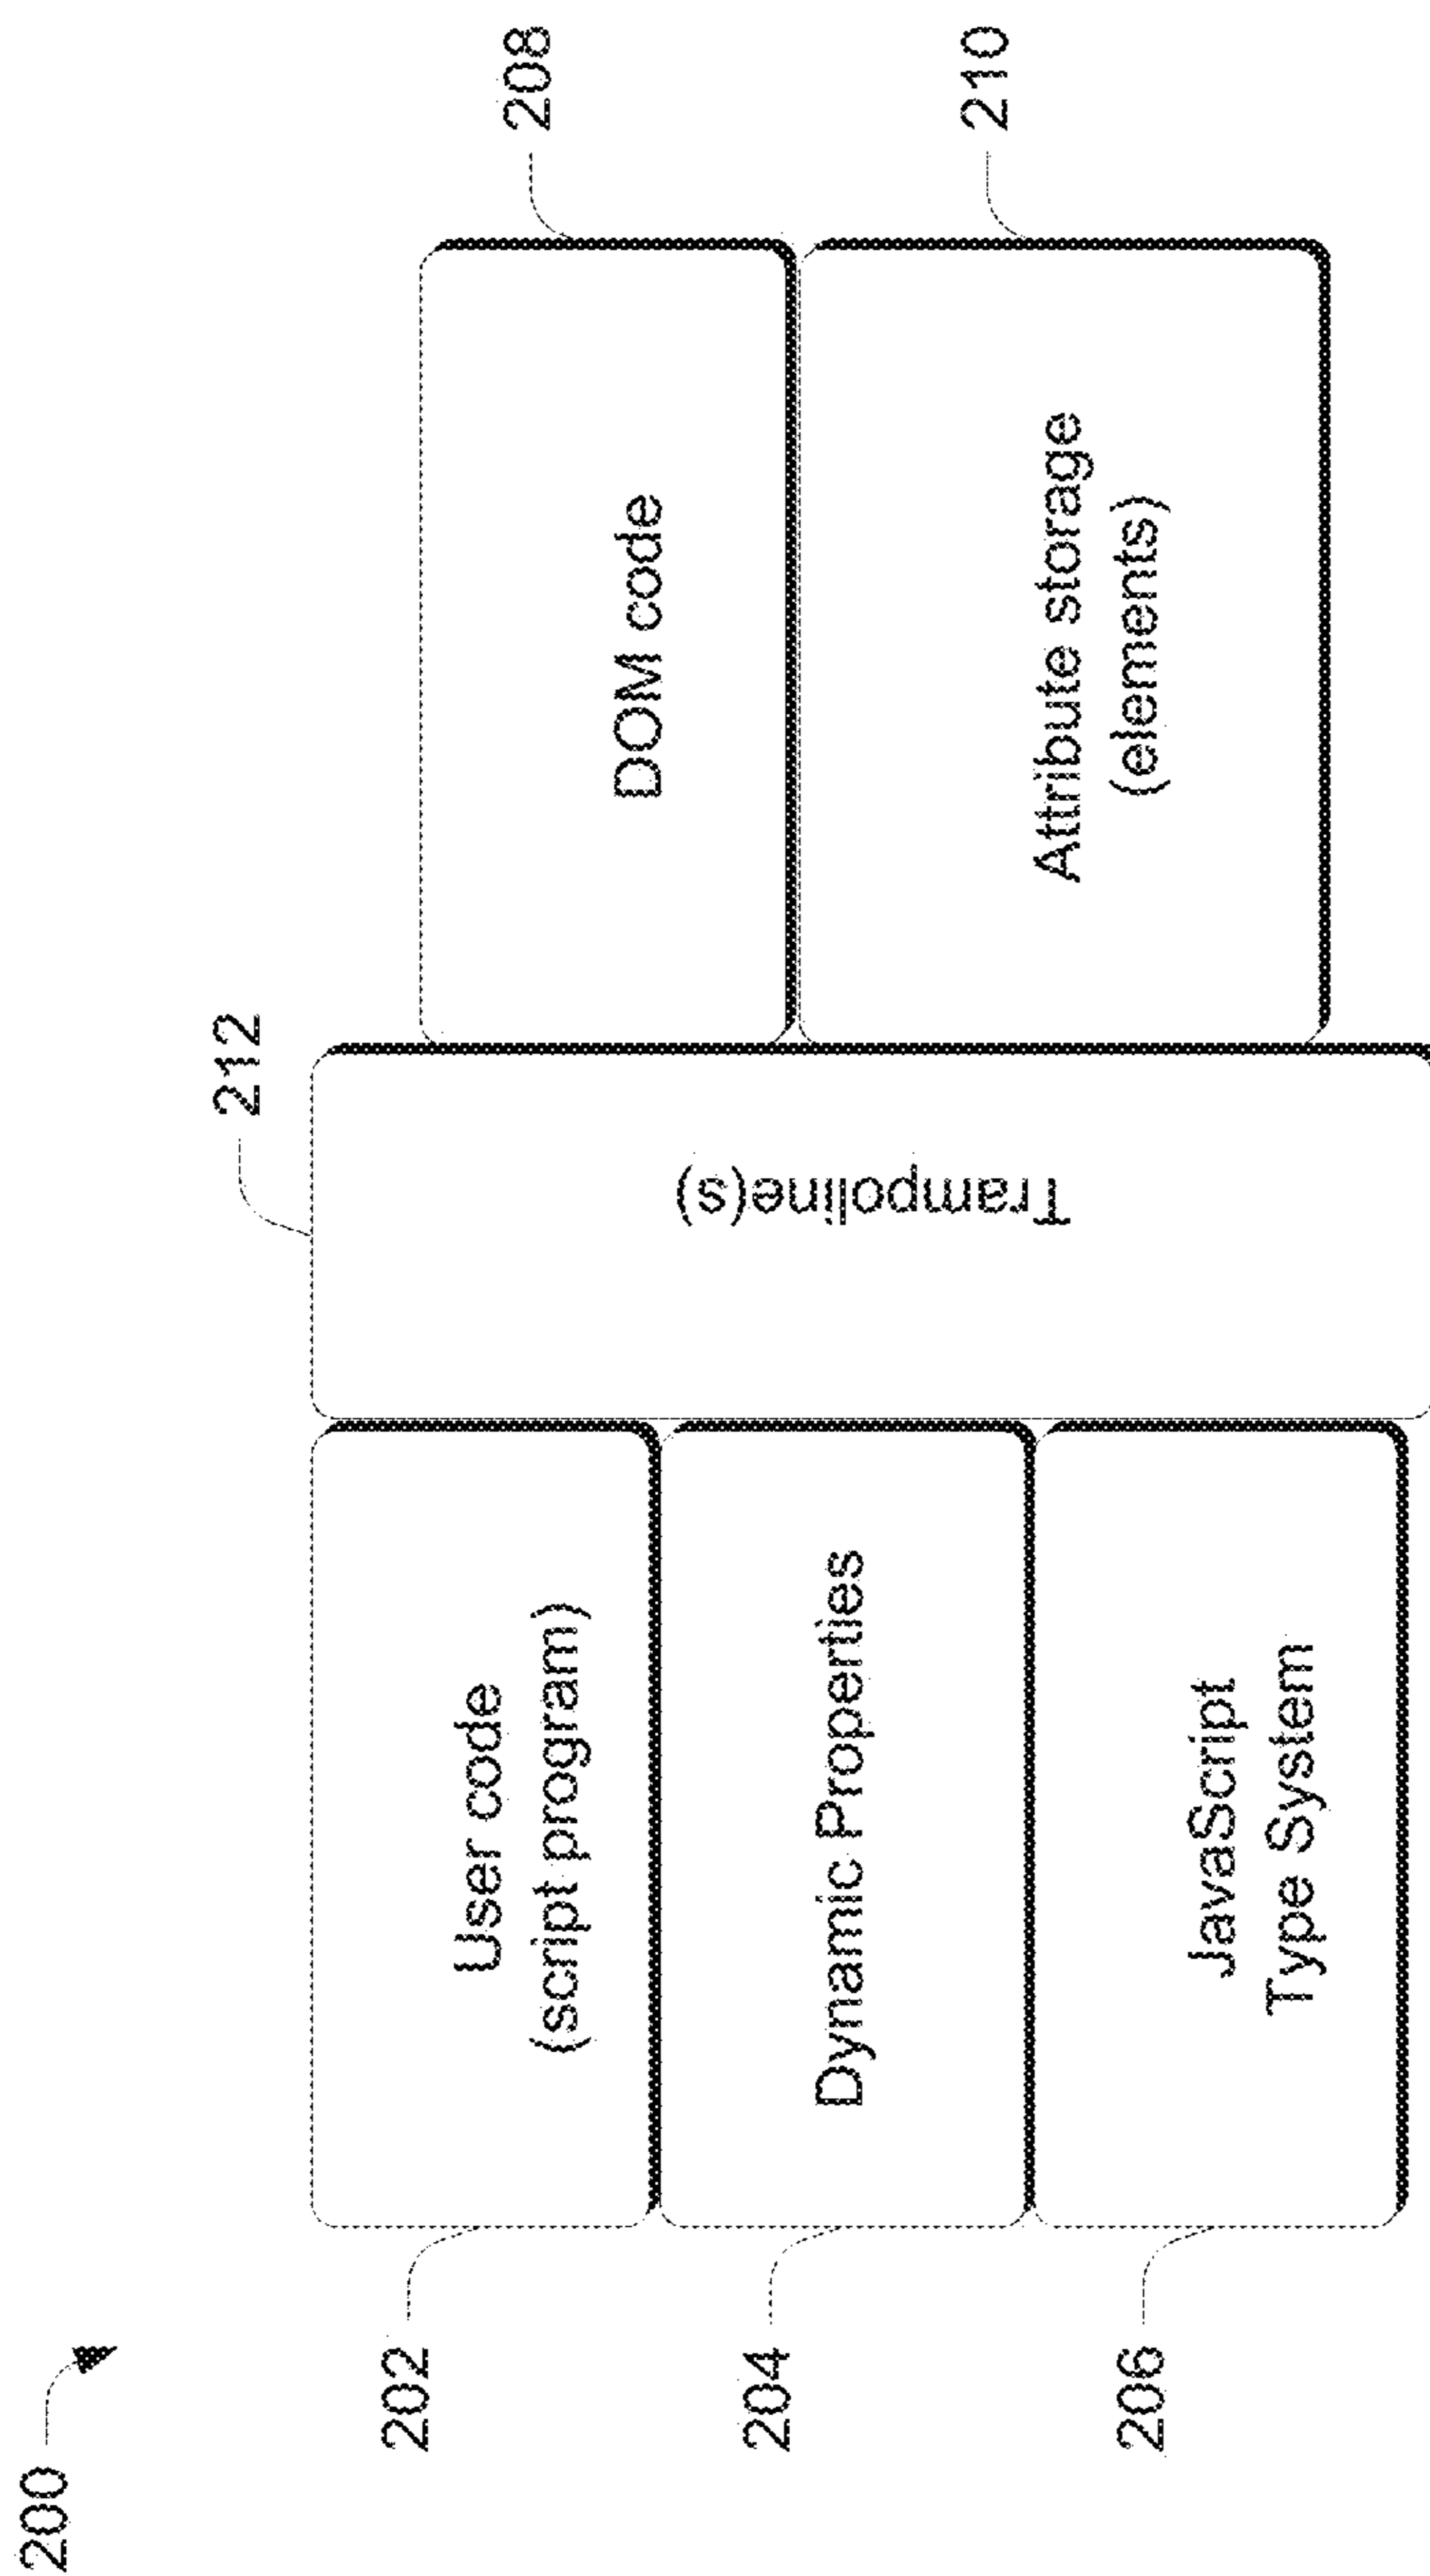 200
212
202
User code
(script program)
204
Dynamic Properties
206
JavaScript
Type System
Trampoline(s)
208
DOM code
210
Attribute storage
(elements)